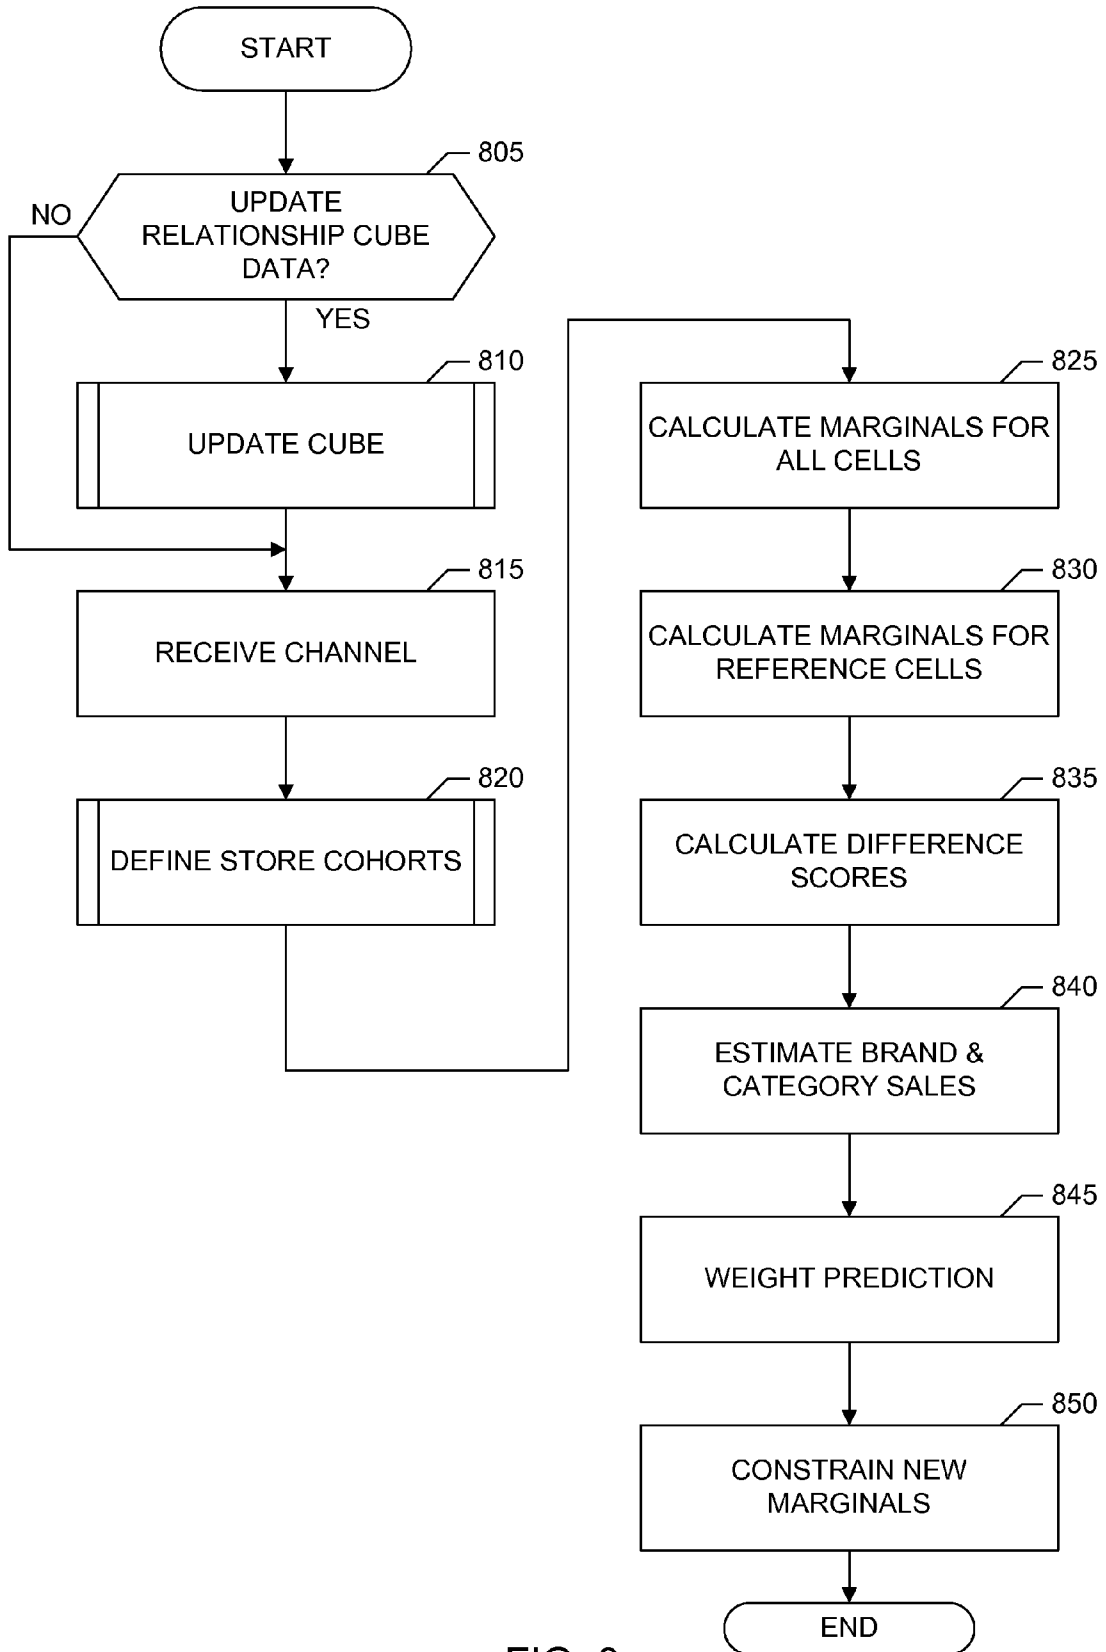 START
805
UPDATE
RELATIONSHIP CUBE
DATA?
NO
YES
810
UPDATE CUBE
815
RECEIVE CHANNEL
820
DEFINE STORE COHORTS
825
CALCULATE MARGINALS FOR
ALL CELLS
830
CALCULATE MARGINALS FOR
REFERENCE CELLS
835
CALCULATE DIFFERENCE
SCORES
840
ESTIMATE BRAND &
CATEGORY SALES
845
WEIGHT PREDICTION
850
CONSTRAIN NEW
MARGINALS
END